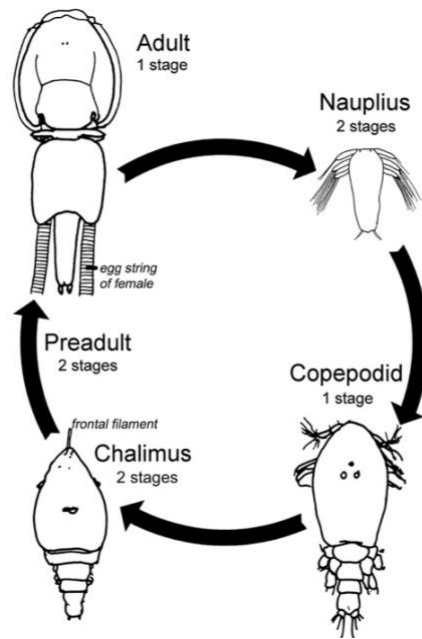 Adult
1 stage
Nauplius
2 stages
egg string
of female
Preadult
2 stages
Copepodid
1 stage
frontal filament
Chalimus
2 stages